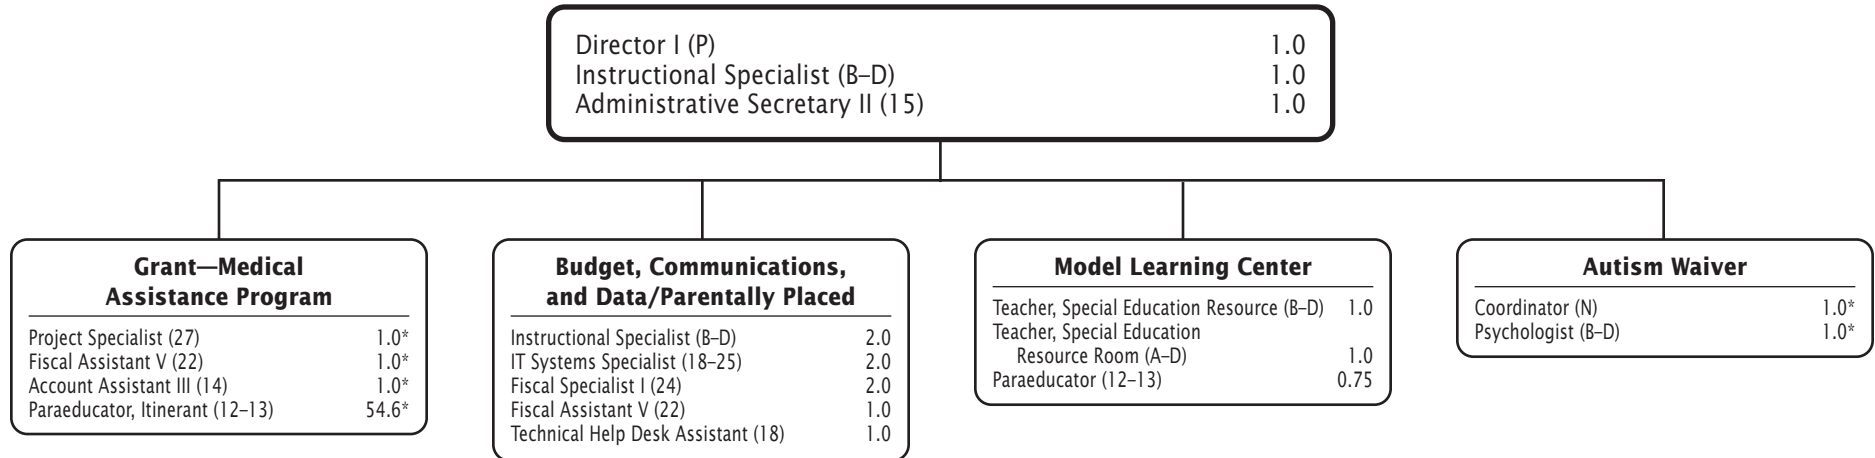 Director I (P) 1.0
Instructional Specialist (B–D) 1.0
Administrative Secretary II (15) 1.0
Grant—Medical
Assistance Program
Project Specialist (27) 1.0*
Fiscal Assistant V (22) 1.0*
Account Assistant III (14) 1.0*
Paraeducator, Itinerant (12–13) 54.6*
Budget, Communications,
and Data/Parentally Placed
Instructional Specialist (B–D) 2.0
IT Systems Specialist (18–25) 2.0
Fiscal Specialist I (24) 2.0
Fiscal Assistant V (22) 1.0
Technical Help Desk Assistant (18) 1.0
Model Learning Center
Teacher, Special Education Resource (B–D) 1.0
Teacher, Special Education
Resource Room (A–D) 1.0
Paraeducator (12–13) 0.75
Autism Waiver
Coordinator (N) 1.0*
Psychologist (B–D) 1.0*